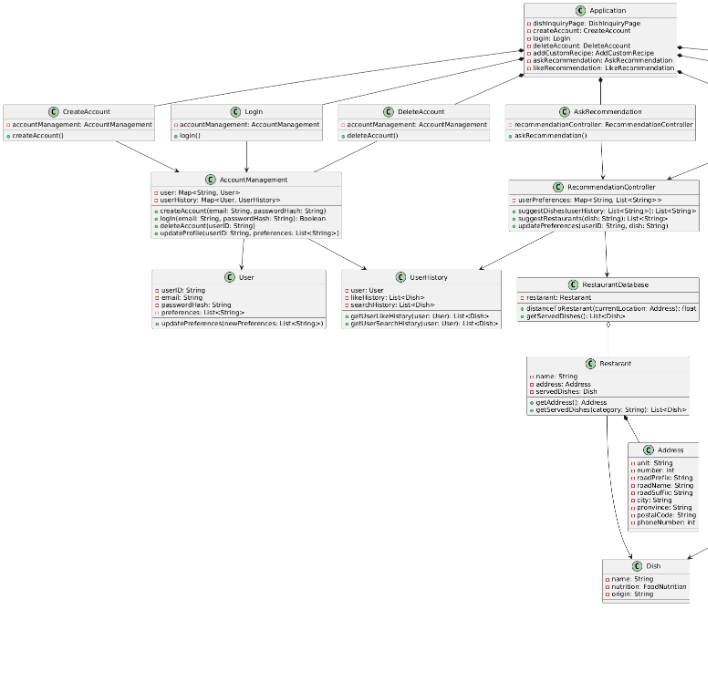 C Application
dishInquiryPage: DishInquiryPage
createAccount: CreateAccount
login: LogIn
deleteAccount: DeleteAccount
addCustomRecipe: AddCustomRecipe
askRecommendation: AskRecommendation
likeRecommendation: LikeRecommendation
C CreateAccount
accountManagement: AccountManagement
createAccount()
C LogIn
accountManagement: AccountManagement
login()
C DeleteAccount
accountManagement: AccountManagement
deleteAccount()
C AskRecommendation
recommendationController: RecommendationController
askRecommendation()
C AccountManagement
user: Map<String, User>
userHistory: Map<User, UserHistory>
createAccount(email: String, passwordHash: String)
login(email: String, passwordHash: String): Boolean
deleteAccount(userID: String)
updateProfile(userID: String, preferences: List<String>)
C RecommendationController
userPreferences: Map<String, List<String>>
suggestDishes(userHistory: List<String>): List<String>
suggestRestaurants(dish: String): List<String>
updatePreferences(userID: String, dish: String)
C User
userID: String
email: String
passwordHash: String
preferences: List<String>
updatePreferences(newPreferences: List<String>)
C UserHistory
user: User
likeHistory: List<Dish>
searchHistory: List<Dish>
getUserLikeHistory(user: User): List<Dish>
getUserSearchHistory(user: User): List<Dish>
C RestaurantDatabase
restarant: Restarant
distanceToRestarant(currentLocation: Address): float
getServedDishes(): List<Dish>
C Restarant
name: String
address: Address
servedDishes: Dish
getAddress(): Address
getServedDishes(category: String): List<Dish>
C Address
unit: String
number: int
roadPrefix: String
roadName: String
roadSuffix: String
city: String
pronvince: String
postalCode: String
phoneNumber: int
C Dish
name: String
nutrition: FoodNutrition
origin: String